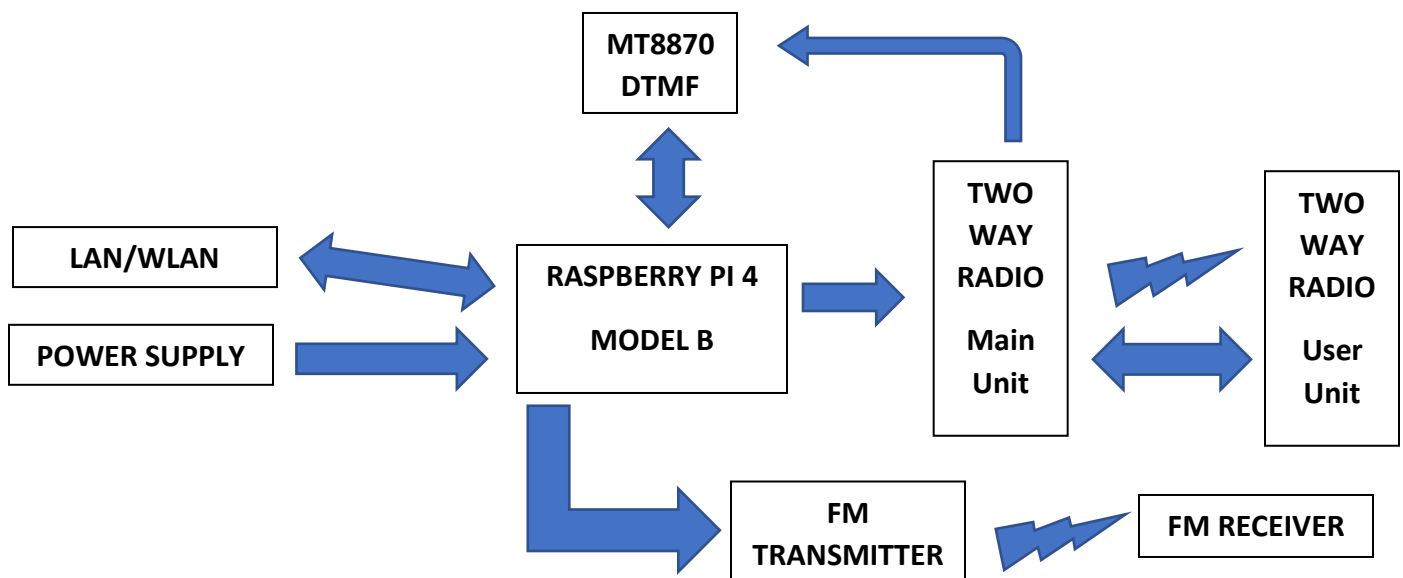 MT8870
DTMF
TWO
WAY
RADIO
Main
Unit
TWO
WAY
RADIO
User
Unit
LAN/WLAN
RASPBERRY PI 4
MODEL B
POWER SUPPLY
FM
TRANSMITTER
FM RECEIVER